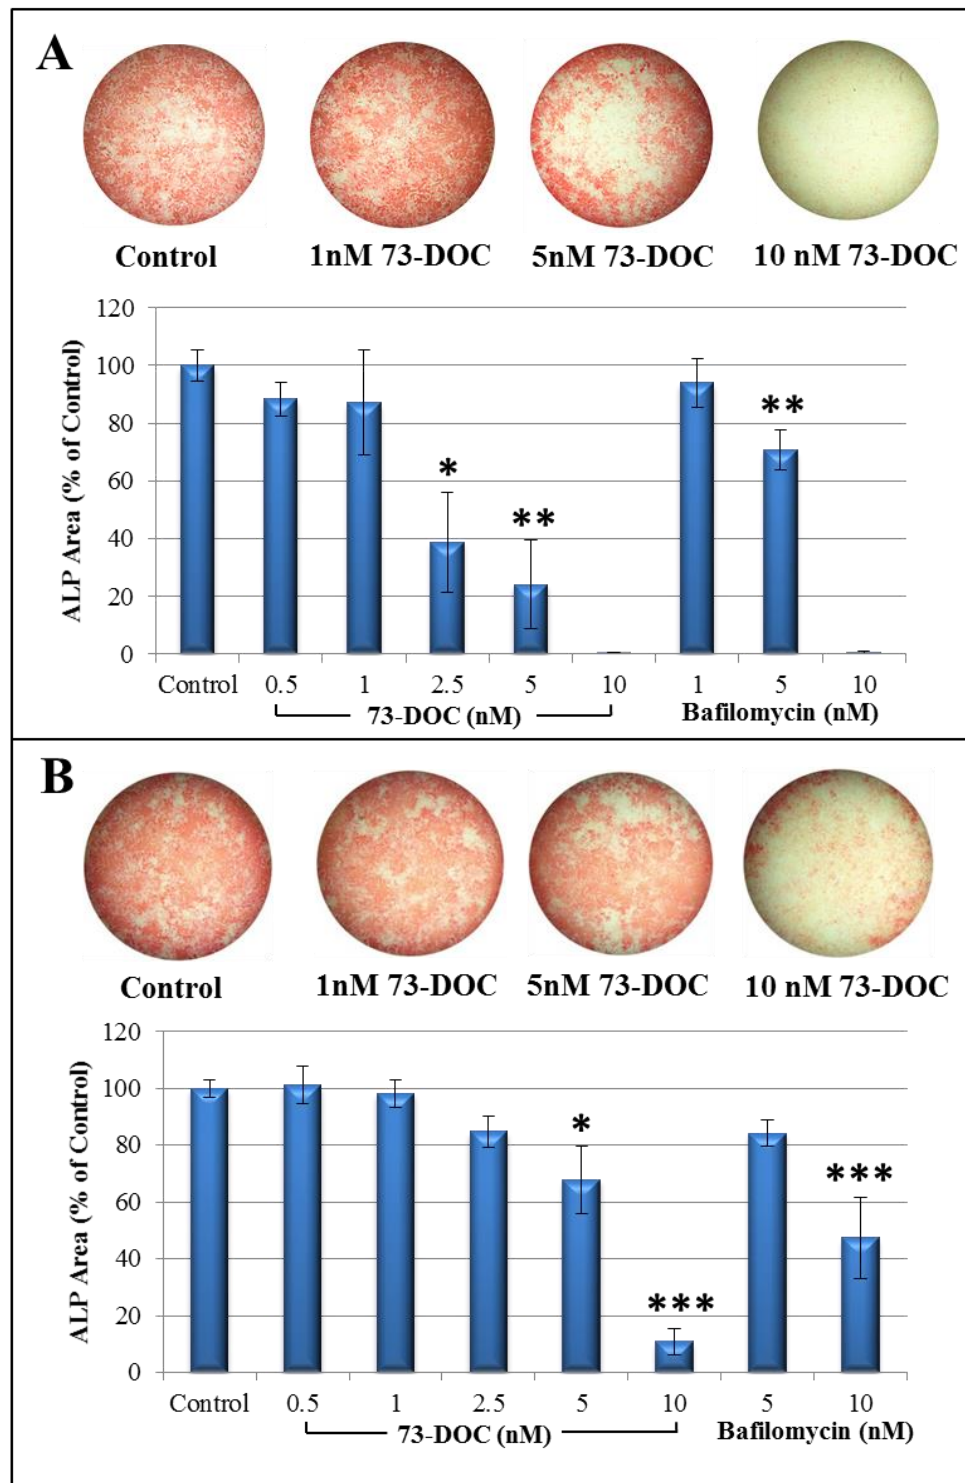 A
Control 1nM 73-DOC 5nM 73-DOC 10 nM 73-DOC
ALP Area (% of Control)
120
100
80
60
40
20
0
*
**
**
Control 0.5 1 2.5 5 10 1 5 10
73-DOC (nM) Bafilomycin (nM)
B
Control 1nM 73-DOC 5nM 73-DOC 10 nM 73-DOC
ALP Area (% of Control)
120
100
80
60
40
20
0
*
***
***
Control 0.5 1 2.5 5 10 5 10
73-DOC (nM) Bafilomycin (nM)